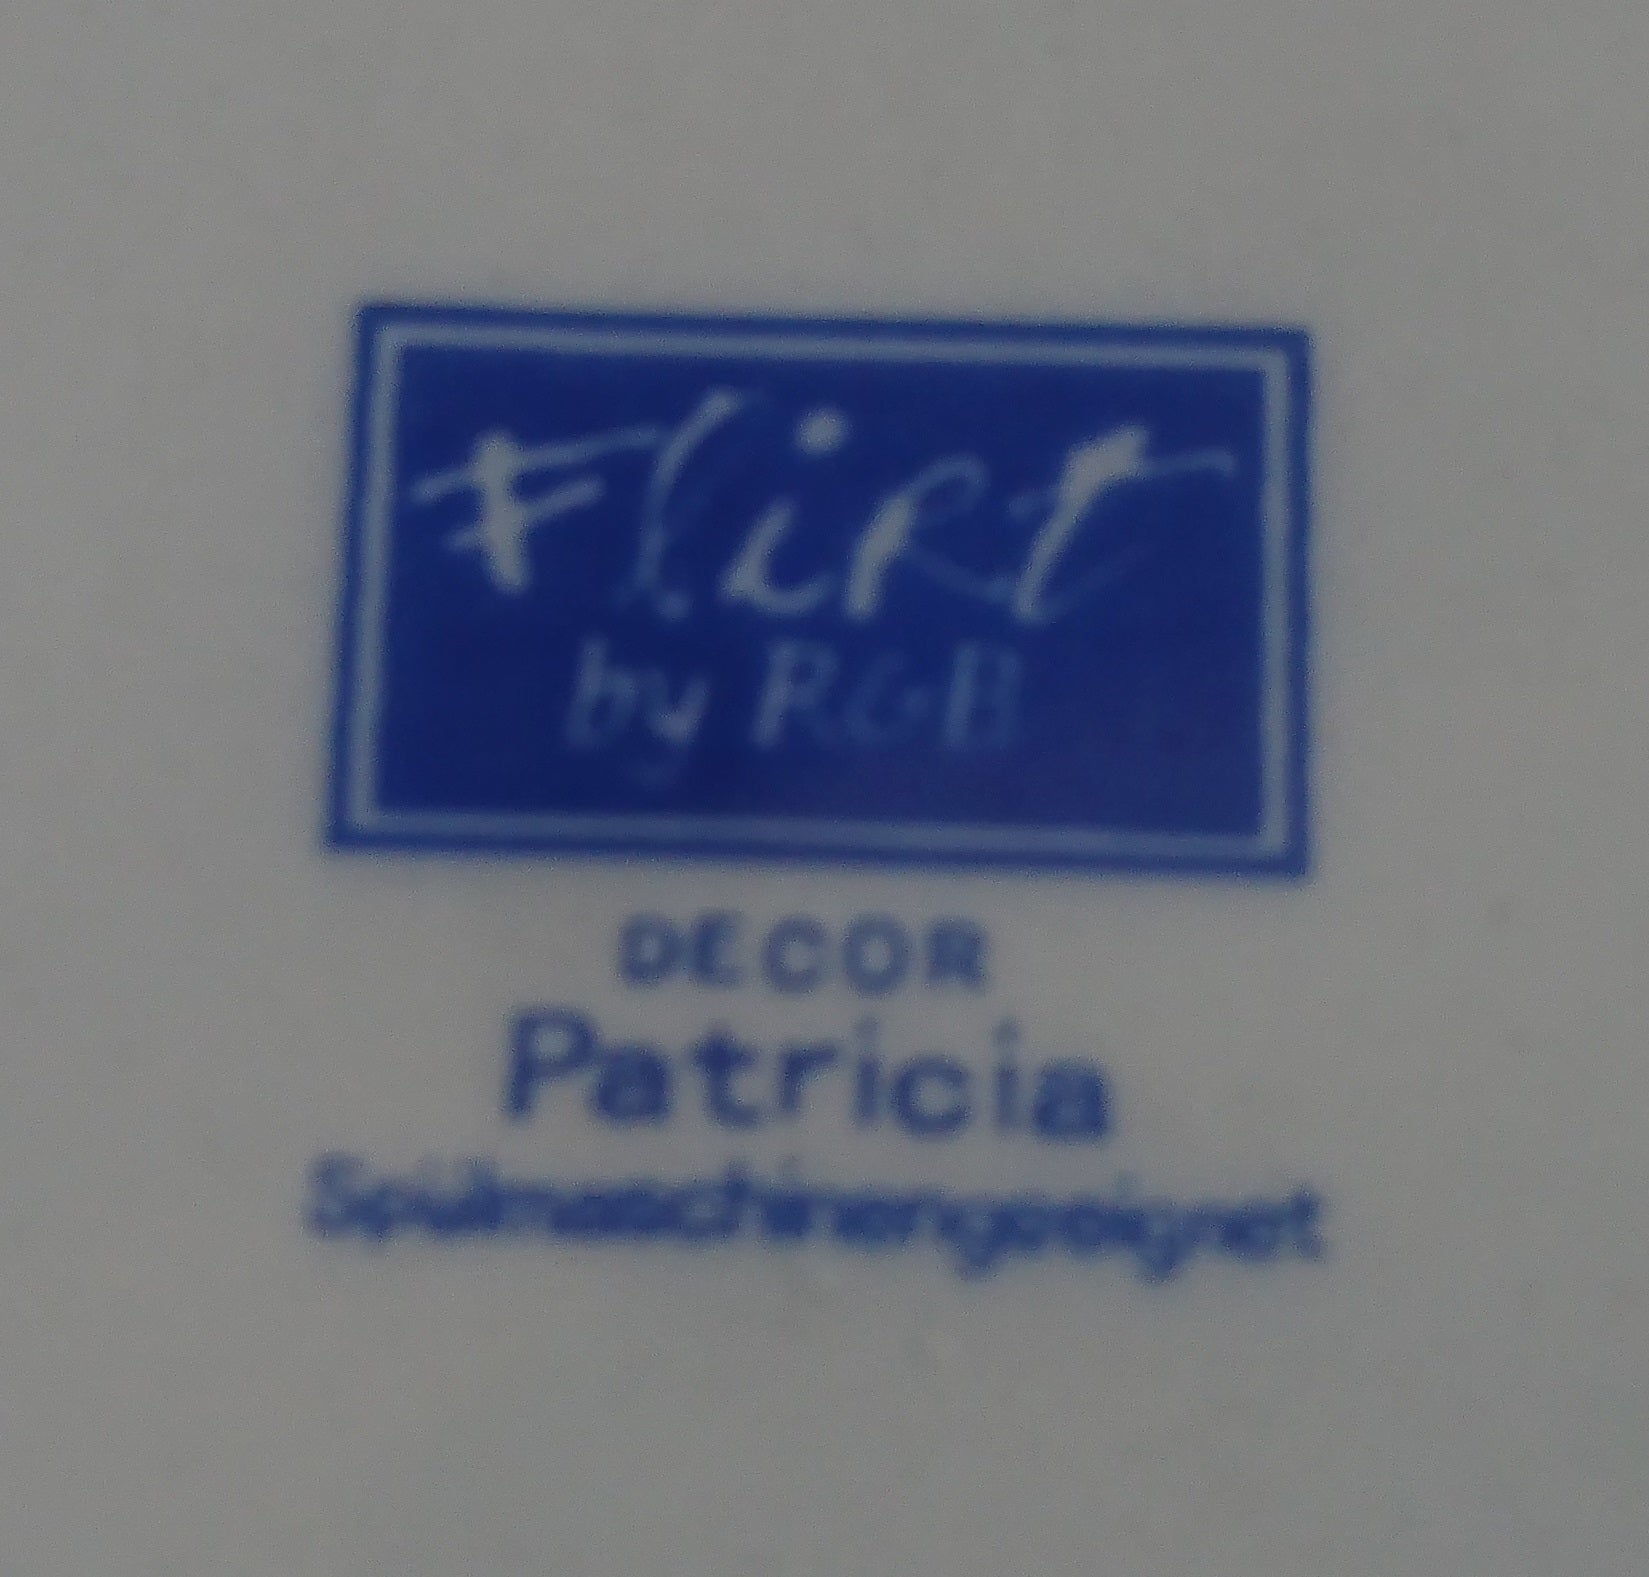 Flirt
by R&B
DECOR
Patricia
Spülmaschinengeeignet